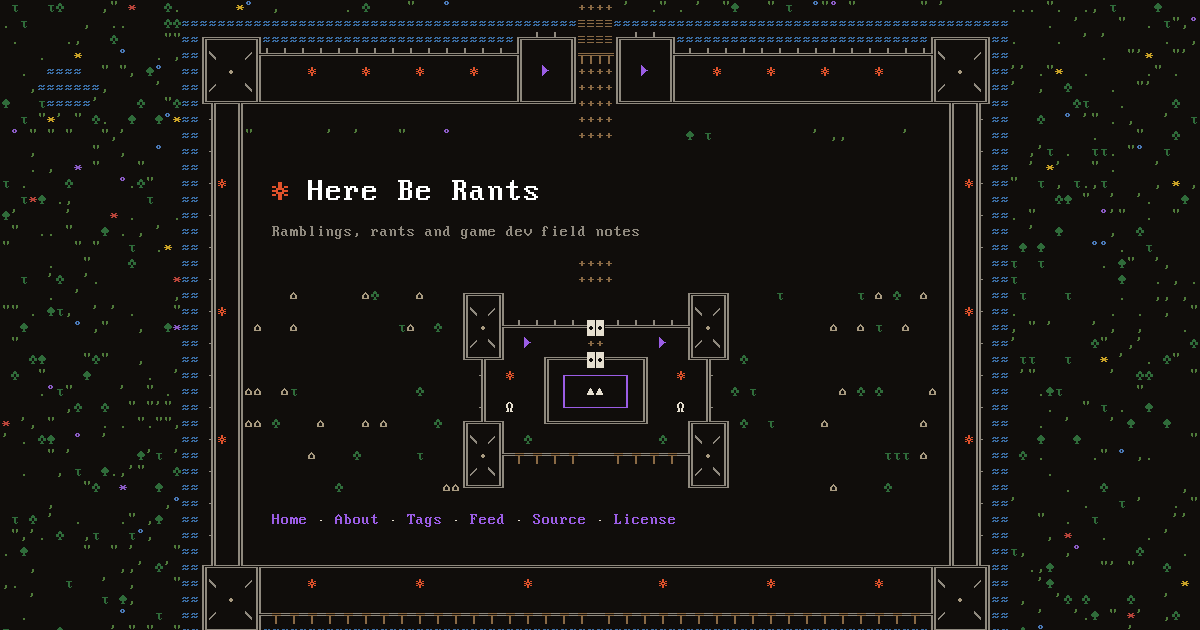 Here Be Rants
Ramblings, rants and game dev field notes
Home · About · Tags · Feed · Source · License